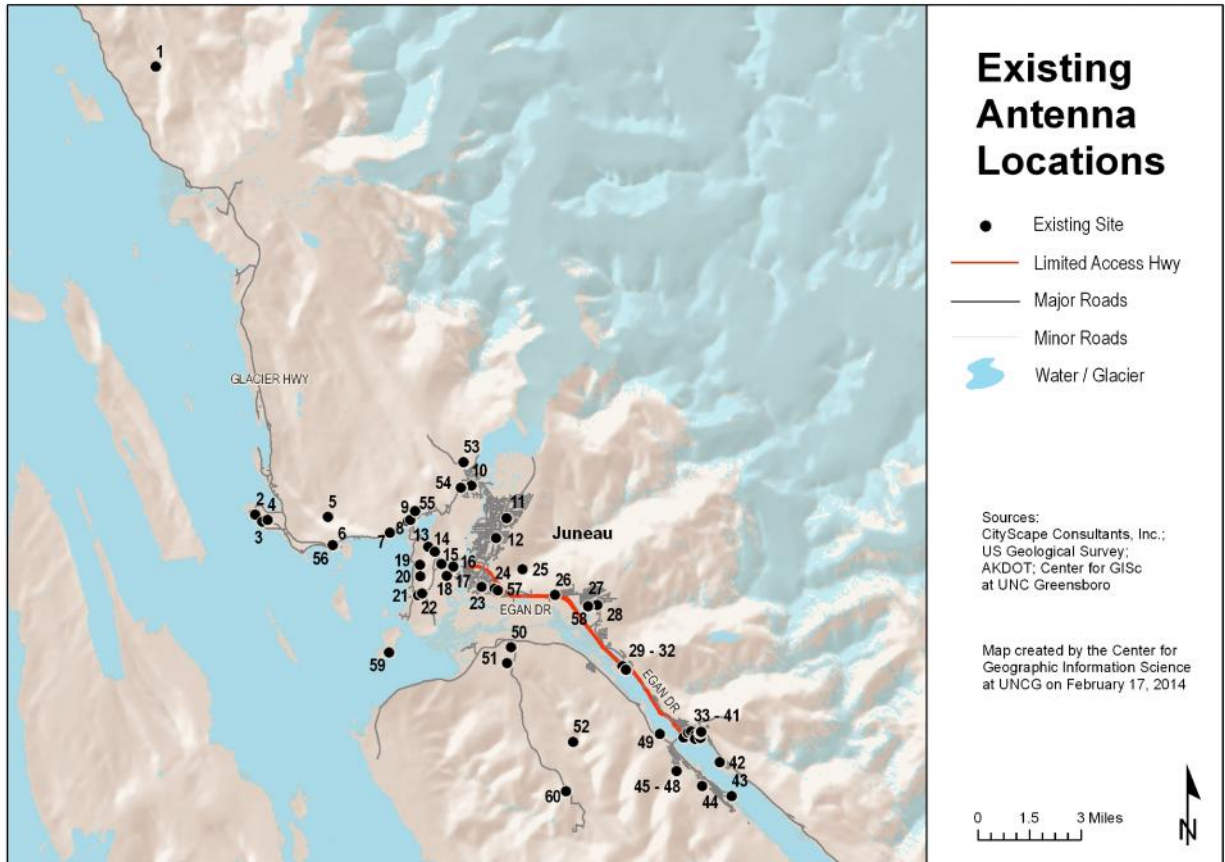 Existing
Antenna
Locations
Existing Site
Limited Access Hwy
Major Roads
Minor Roads
Water / Glacier
Sources:
CityScape Consultants, Inc.;
US Geological Survey;
AKDOT; Center for GISc
at UNC Greensboro
Map created by the Center for
Geographic Information Science
at UNCG on February 17, 2014
0 1.5 3 Miles
N
1
GLACIER HWY
53
10
54
2 4
5
9 55
11
3
8
7
6
56
13 14
12
Juneau
19
15
16
20
17
24
25
18
26
27
21
22
23
57
EGAN DR
58
28
50
59
51
29 - 32
EGAN DR
33 - 41
52
49
42
45 - 48
43
60
44